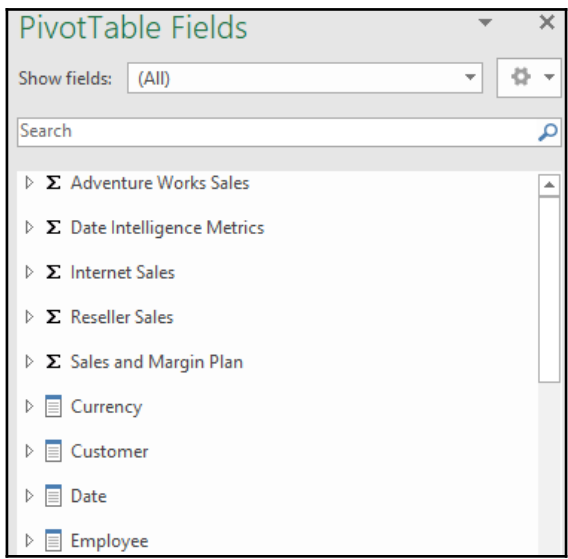 PivotTable Fields
Show fields: (All)
Search
Σ Adventure Works Sales
Σ Date Intelligence Metrics
Σ Internet Sales
Σ Reseller Sales
Σ Sales and Margin Plan
Currency
Customer
Date
Employee